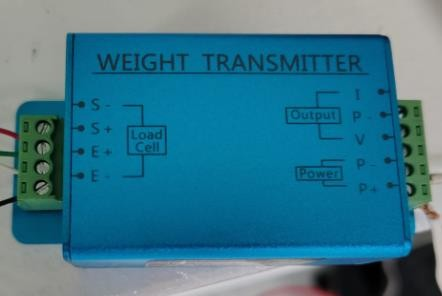 WEIGHT TRANSMITTER
S-
S+
E+
E-
Load
Cell
Output
Power
I
P-
V
P-
P+